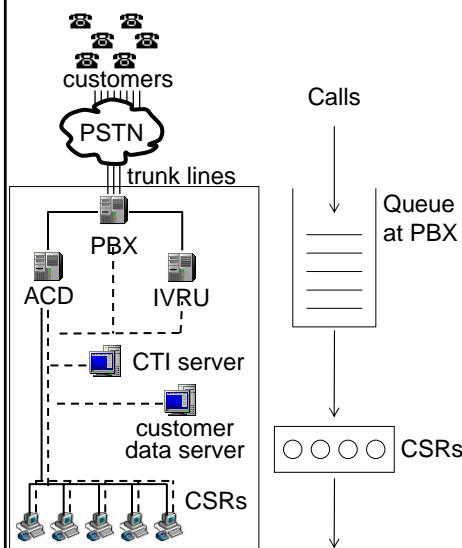 customers
PSTN
trunk lines
PBX
ACD
IVRU
CTI server
customer
data server
CSRs
Calls
Queue
at PBX
CSRs